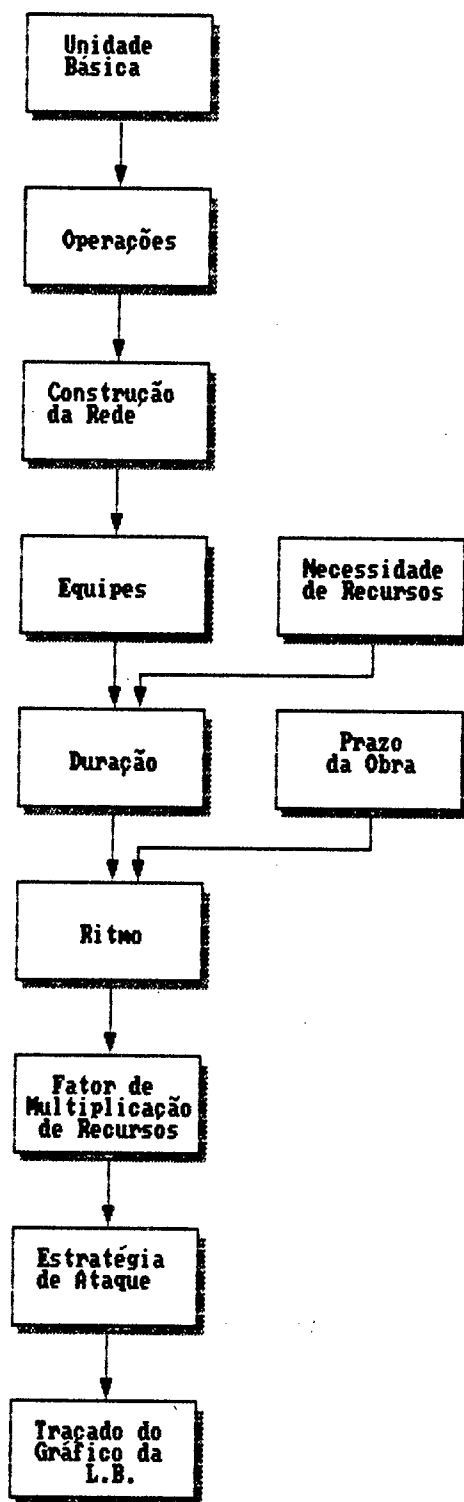 Unidade
Básica
Operações
Construção
da Rede
Equipes
Necessidade
de Recursos
Duração
Prazo
da Obra
Ritmo
Fator de
Multiplicação
de Recursos
Estratégia
de Ataque
Traçado do
Gráfico da
L.B.